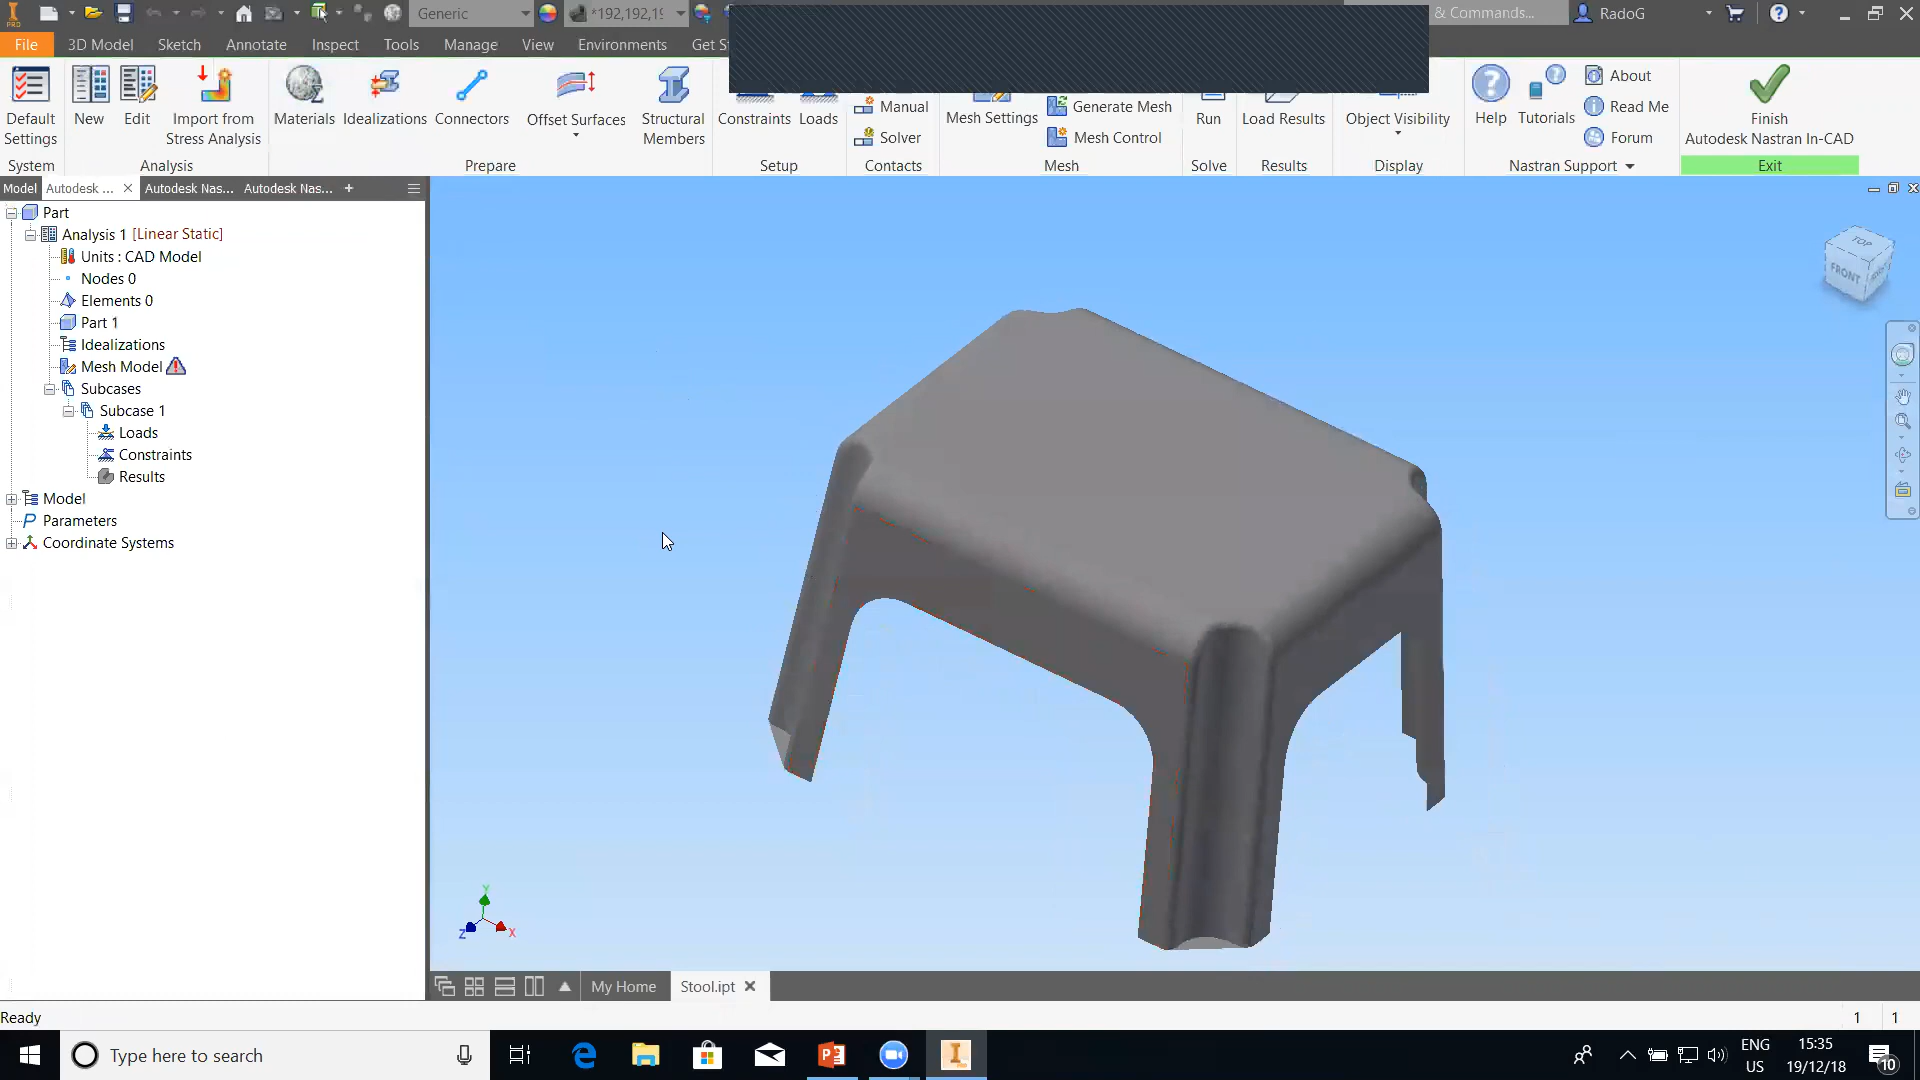 PRO
Generic
*192,192,19
& Commands...
RadoG
File
3D Model
Sketch
Annotate
Inspect
Tools
Manage
View
Environments
Get S
Default
Settings
New
Edit
Import from
Stress Analysis
Materials
Idealizations
Connectors
Offset Surfaces
Structural
Members
Constraints
Loads
Manual
Solver
Mesh Settings
Generate Mesh
Mesh Control
Run
Load Results
Object Visibility
Help
Tutorials
About
Read Me
Forum
Finish
Autodesk Nastran In-CAD
System
Analysis
Prepare
Setup
Contacts
Mesh
Solve
Results
Display
Nastran Support
Exit
Model
Autodesk ...
Autodesk Nas...
Autodesk Nas...
Part
Analysis 1 [Linear Static]
Units : CAD Model
Nodes 0
Elements 0
Part 1
Idealizations
Mesh Model
Subcases
Subcase 1
Loads
Constraints
Results
Model
Parameters
Coordinate Systems
TOP
FRONT
Y
Z
X
My Home
Stool.ipt
Ready
1
1
Type here to search
ENG
US
15:35
19/12/18
10